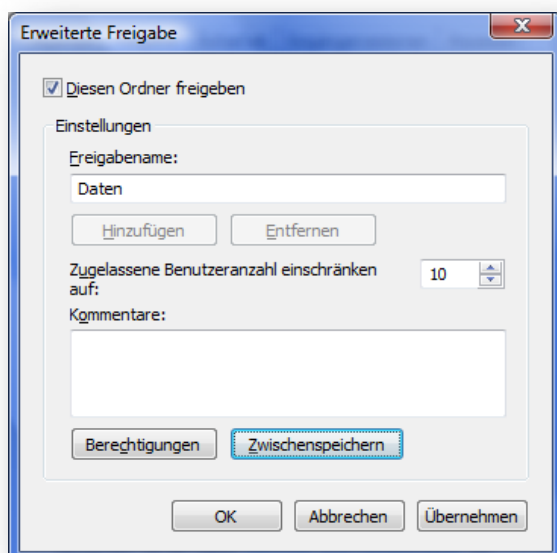 Erweiterte Freigabe
Diesen Ordner freigeben
Einstellungen
Freigabename:
Daten
Hinzufügen Entfernen
Zugelassene Benutzeranzahl einschränken 10
auf:
Kommentare:
Berechtigungen Zwischenspeichern
OK Abbrechen Übernehmen